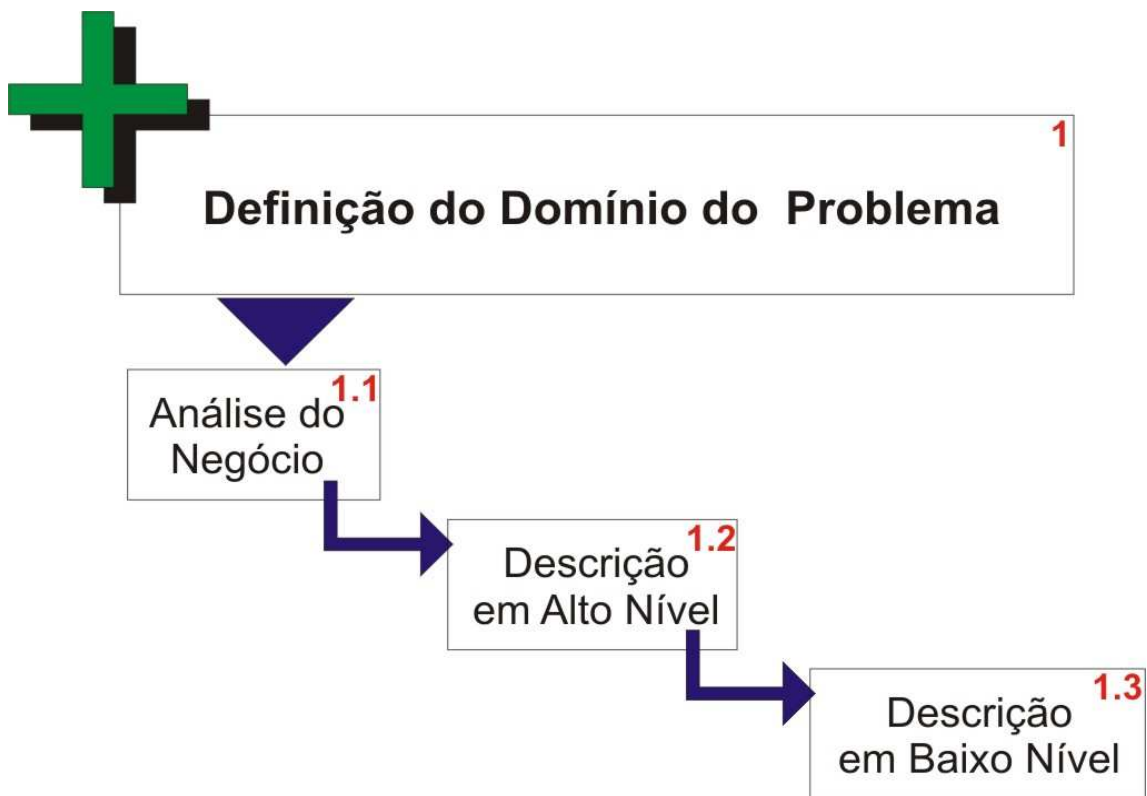 1
Definição do Domínio do Problema
1.1
Análise do
Negócio
1.2
Descrição
em Alto Nível
1.3
Descrição
em Baixo Nível